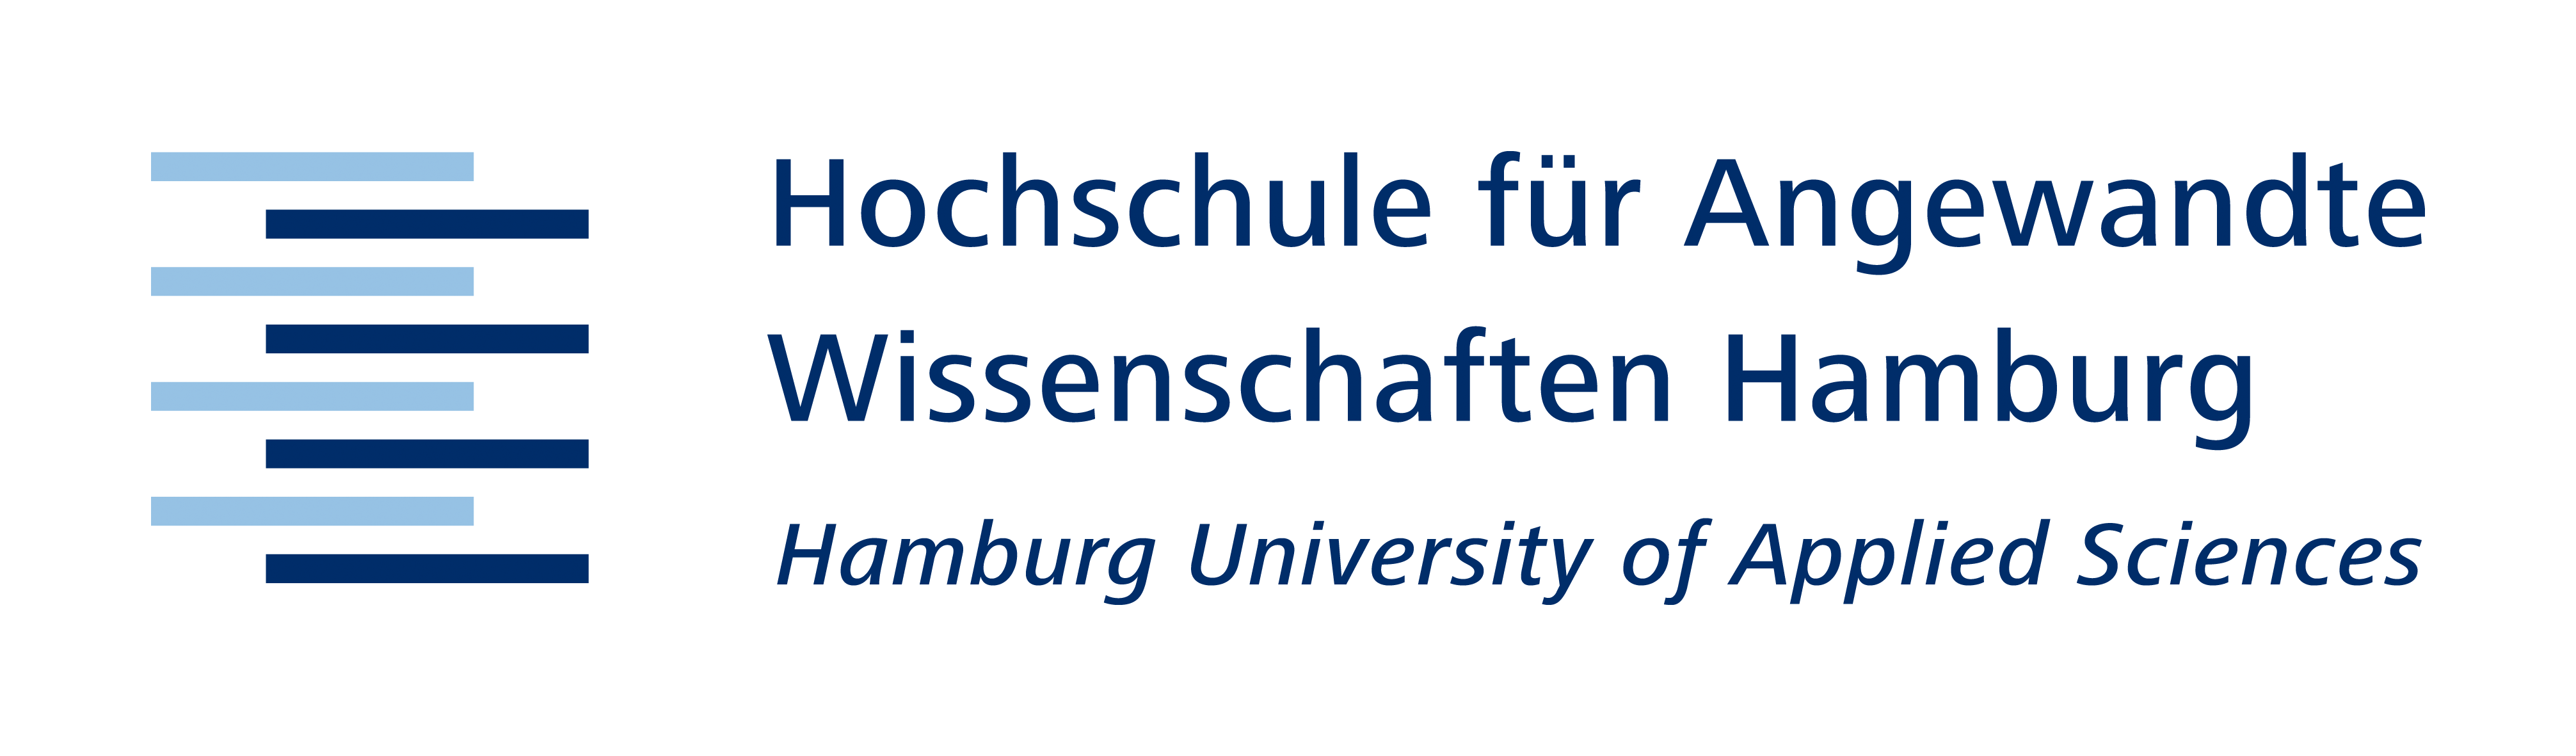 Hochschule für Angewandte
Wissenschaften Hamburg
Hamburg University of Applied Sciences